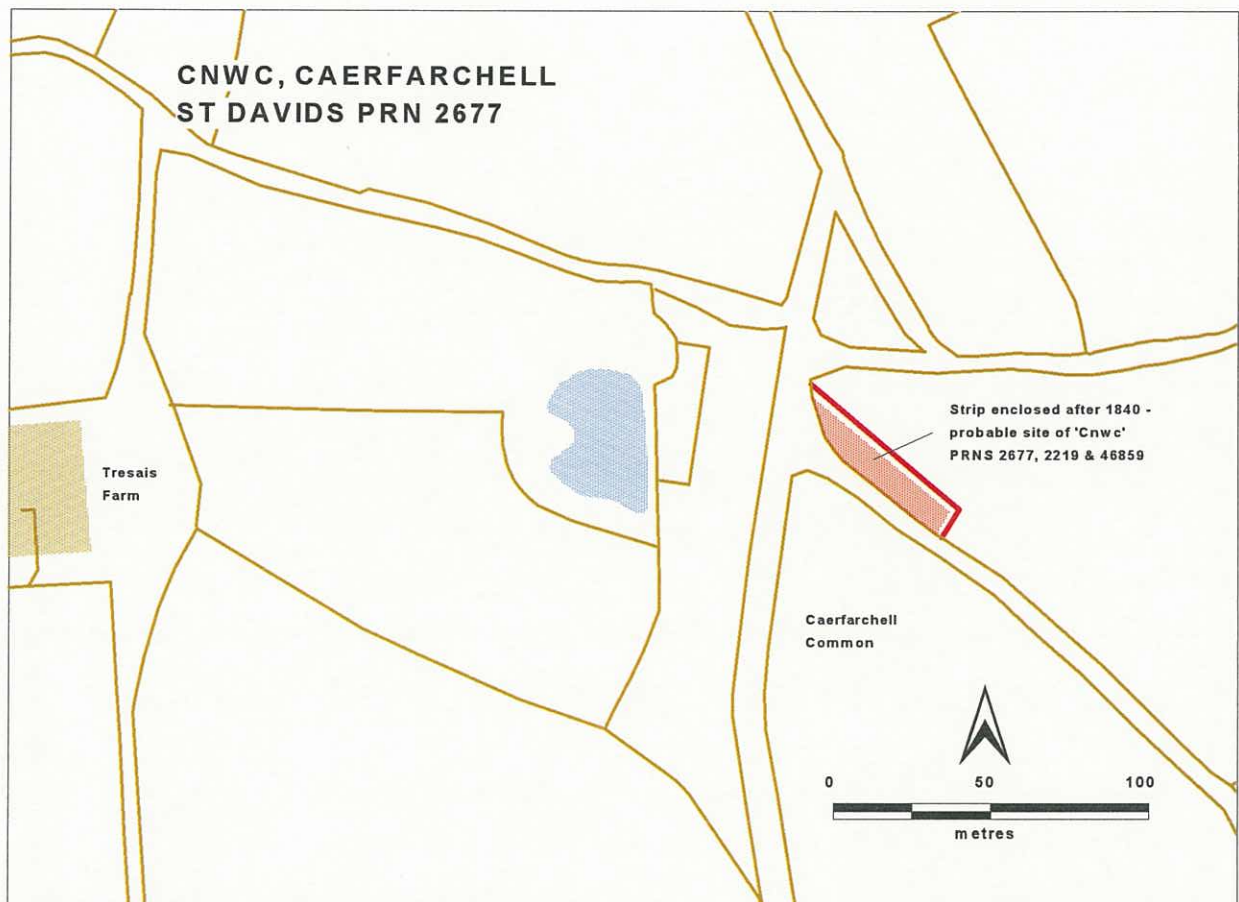 CNWC, CAERFARCHELL
ST DAVIDS PRN 2677
Strip enclosed after 1840 -
probable site of 'Cnwc'
PRNS 2677, 2219 & 46859
Tresais
Farm
Caerfarchell
Common
0 50 100
metres